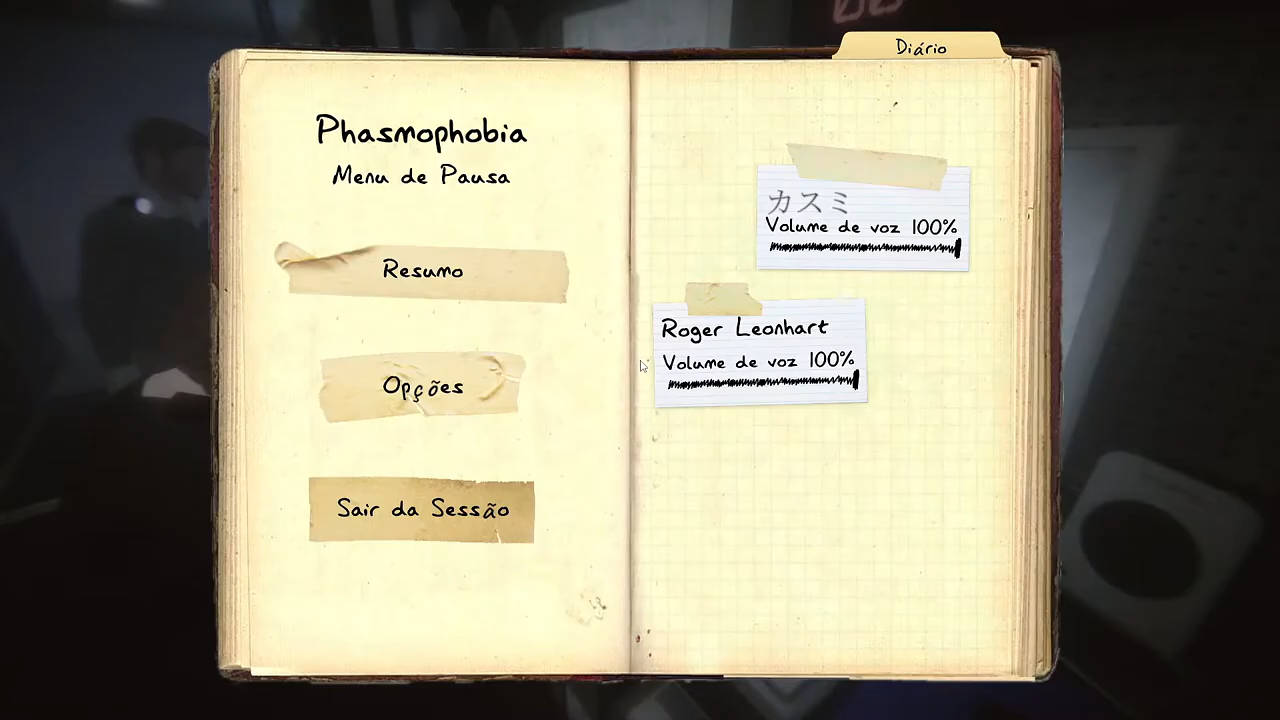 Diário
Phasmophobia
Menu de Pausa
Resumo
Opções
Sair da Sessão
カスミ
Volume de voz 100%
Roger Leonhart
Volume de voz 100%